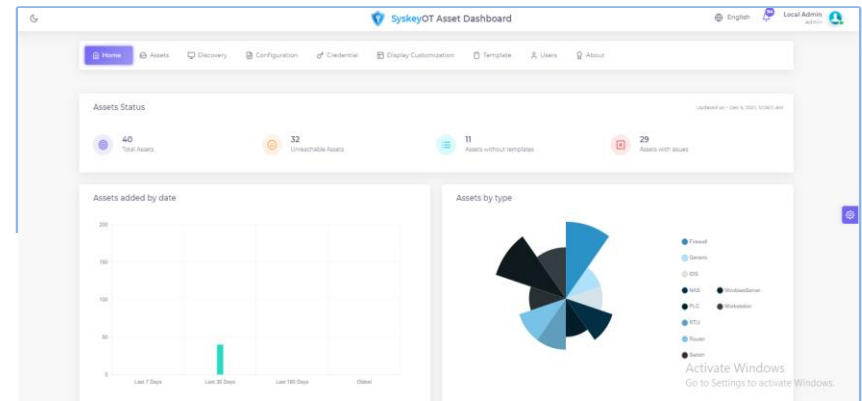 SyskeyOT Asset Dashboard
English
Local Admin
admin
Home Assets Discovery Configuration Credential Display Customization Template Users About
Assets Status
40
Total Assets
32
Unreachable Assets
11
Assets without templates
29
Assets with issues
Assets added by date
200
150
100
50
0
Last 7 Days Last 30 Days Last 180 Days
Assets by type
Firewall
Generic
IDS
NAS WindowsServer
PLC Workstation
RTU
Router
Switch
Activate Windows
Go to Settings to activate Windows.